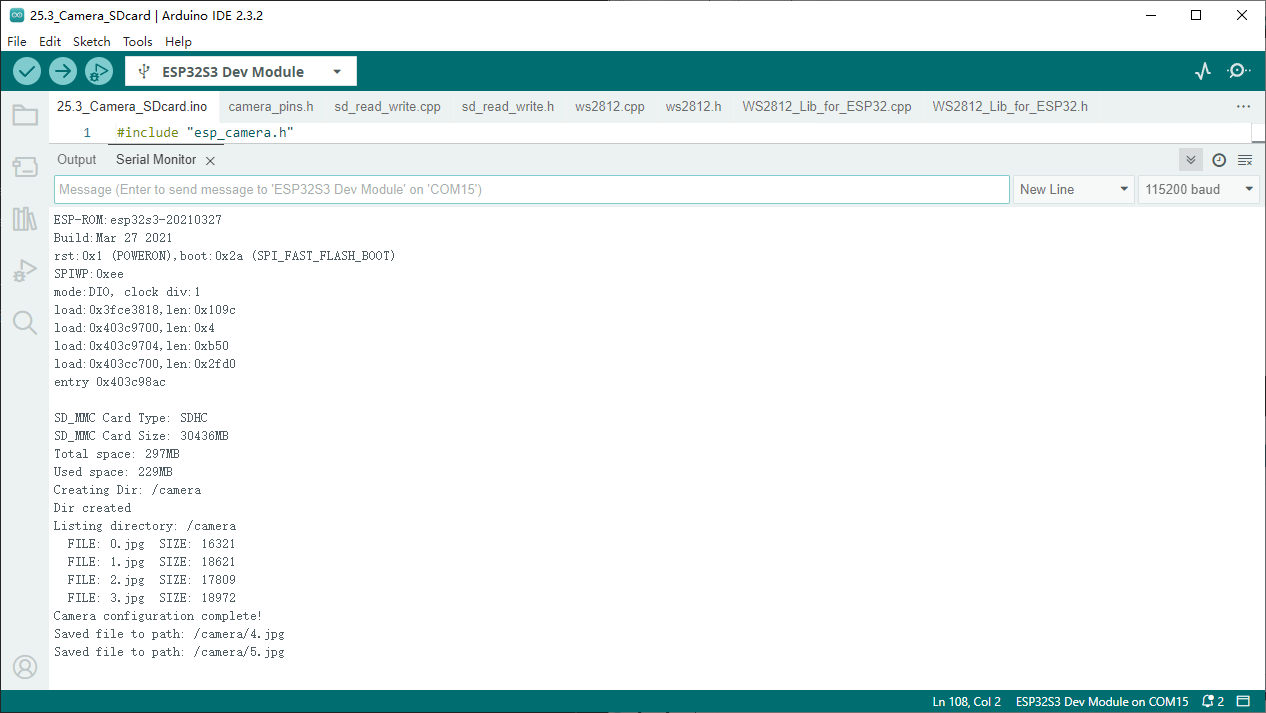 25.3_Camera_SDcard | Arduino IDE 2.3.2
File Edit Sketch Tools Help
ESP32S3 Dev Module
25.3_Camera_SDcard.ino camera_pins.h sd_read_write.cpp sd_read_write.h ws2812.cpp ws2812.h WS2812_Lib_for_ESP32.cpp WS2812_Lib_for_ESP32.h ...
1 #include "esp_camera.h"
Output Serial Monitor
Message (Enter to send message to 'ESP32S3 Dev Module' on 'COM15') New Line 115200 baud
ESP-ROM:esp32s3-20210327
Build:Mar 27 2021
rst:0x1 (POWERON),boot:0x2a (SPI_FAST_FLASH_BOOT)
SPIWP:0xee
mode:DIO, clock div:1
load:0x3fce3818,len:0x109c
load:0x403c9700,len:0x4
load:0x403c9704,len:0xb50
load:0x403cc700,len:0x2fd0
entry 0x403c98ac
SD_MMC Card Type: SDHC
SD_MMC Card Size: 30436MB
Total space: 297MB
Used space: 229MB
Creating Dir: /camera
Dir created
Listing directory: /camera
FILE: 0.jpg SIZE: 16321
FILE: 1.jpg SIZE: 18621
FILE: 2.jpg SIZE: 17809
FILE: 3.jpg SIZE: 18972
Camera configuration complete!
Saved file to path: /camera/4.jpg
Saved file to path: /camera/5.jpg
Ln 108, Col 2 ESP32S3 Dev Module on COM15 2